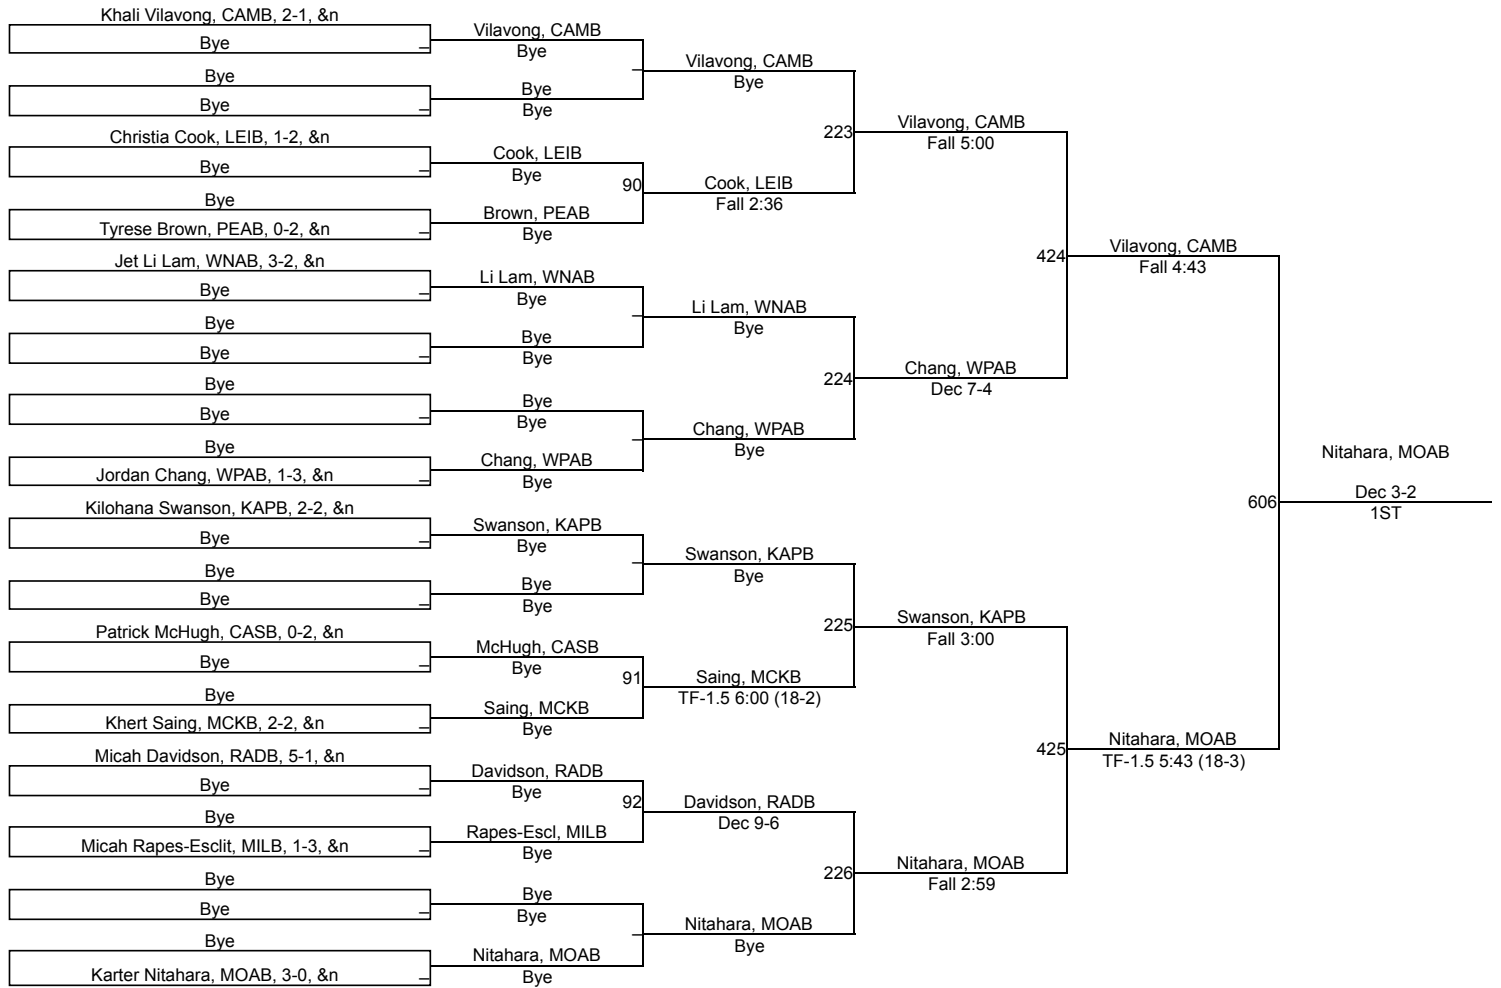 Khali Vilavong, CAMB, 2-1, &n
Bye
Bye
Bye
Christia Cook, LEIB, 1-2, &n
Bye
Bye
Tyrese Brown, PEAB, 0-2, &n
Jet Li Lam, WNAB, 3-2, &n
Bye
Bye
Bye
Bye
Bye
Bye
Jordan Chang, WPAB, 1-3, &n
Kilohana Swanson, KAPB, 2-2, &n
Bye
Bye
Bye
Patrick McHugh, CASB, 0-2, &n
Bye
Bye
Khert Saing, MCKB, 2-2, &n
Micah Davidson, RADB, 5-1, &n
Bye
Bye
Micah Rapes-Esclit, MILB, 1-3, &n
Bye
Bye
Bye
Karter Nitahara, MOAB, 3-0, &n
Vilavong, CAMB
Bye
Bye
Bye
Cook, LEIB
Bye
90
Brown, PEAB
Bye
Li Lam, WNAB
Bye
Bye
Bye
Bye
Bye
Chang, WPAB
Bye
Swanson, KAPB
Bye
Bye
Bye
McHugh, CASB
Bye
91
Saing, MCKB
Bye
Davidson, RADB
Bye
92
Rapes-Escl, MILB
Bye
Bye
Bye
Nitahara, MOAB
Bye
Vilavong, CAMB
Bye
223
Cook, LEIB
Fall 2:36
Li Lam, WNAB
Bye
224
Chang, WPAB
Bye
Swanson, KAPB
Bye
225
Saing, MCKB
TF-1.5 6:00 (18-2)
Davidson, RADB
Dec 9-6
226
Nitahara, MOAB
Bye
Vilavong, CAMB
Fall 5:00
424
Chang, WPAB
Dec 7-4
Swanson, KAPB
Fall 3:00
425
Nitahara, MOAB
Fall 2:59
Vilavong, CAMB
Fall 4:43
606
Nitahara, MOAB
TF-1.5 5:43 (18-3)
Nitahara, MOAB
Dec 3-2
1ST